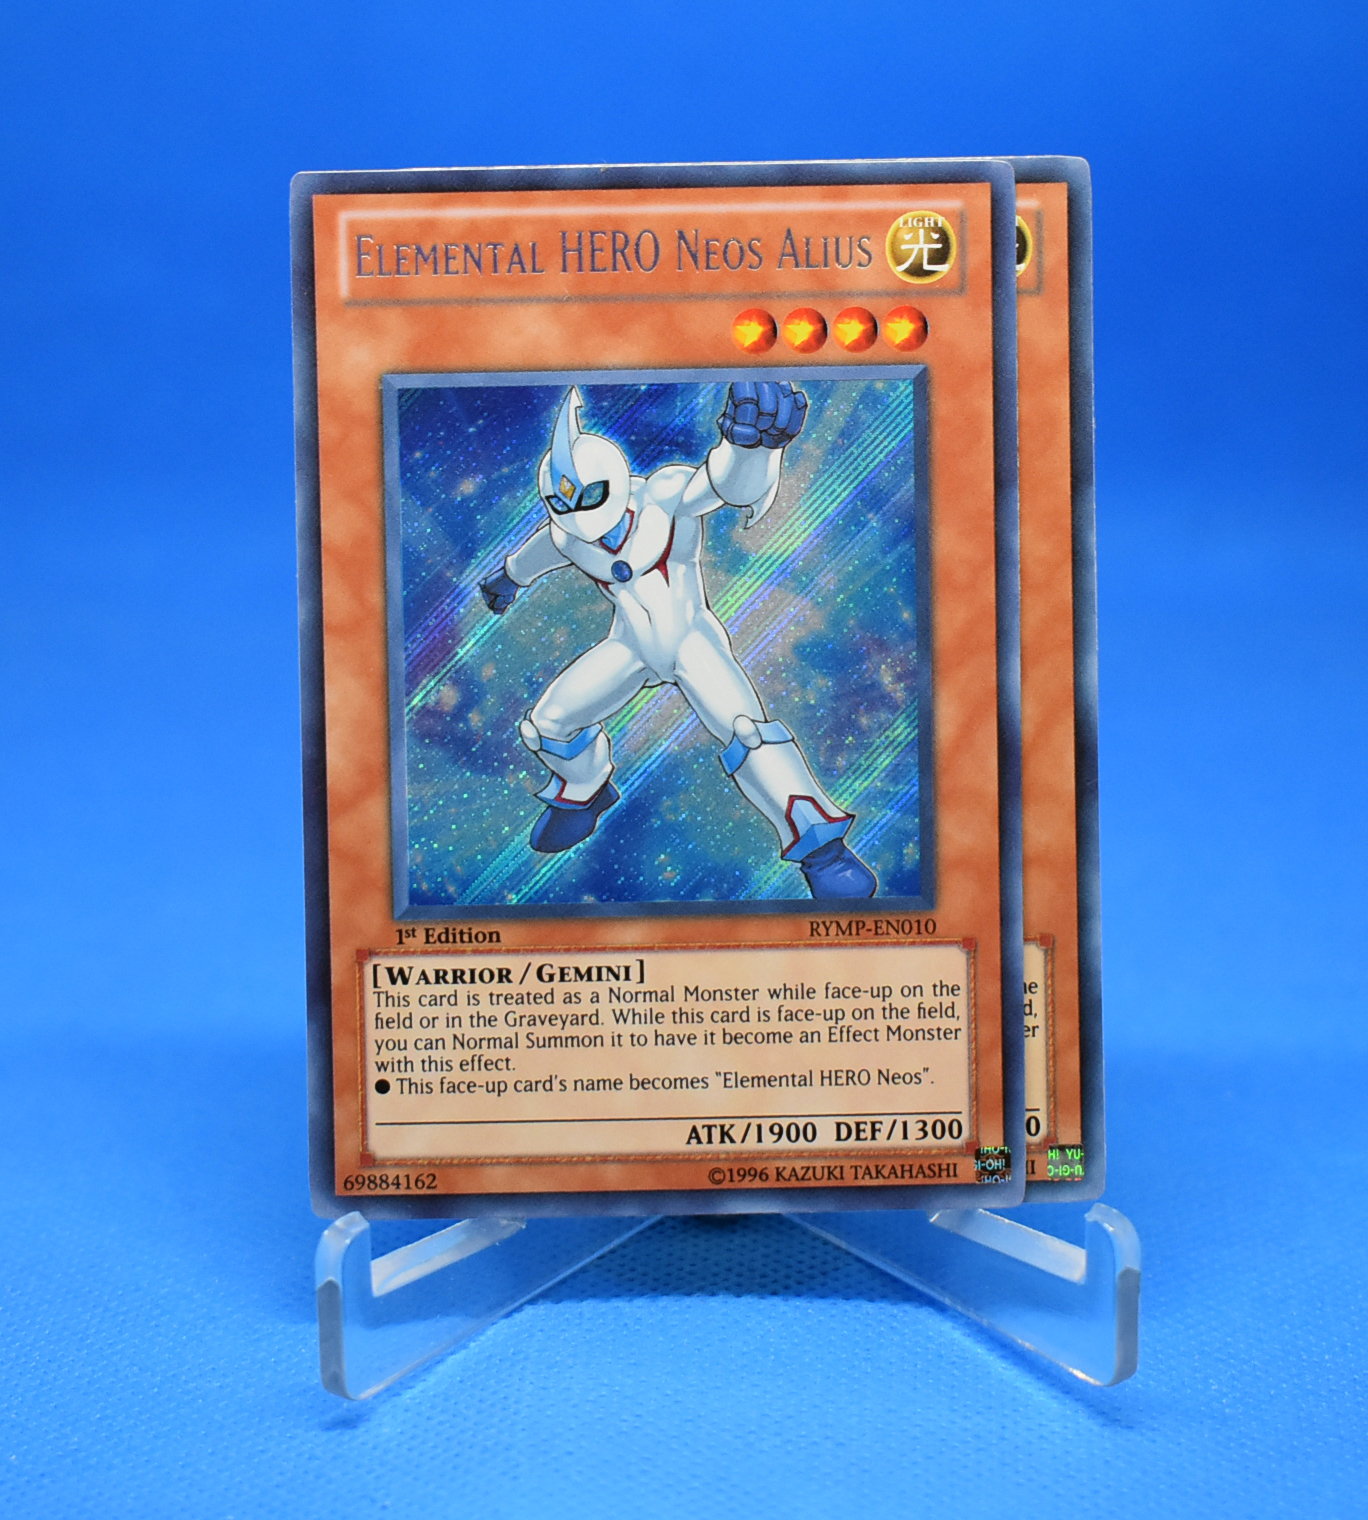 ELEMENTAL HERO NEOS ALIUS
LIGHT
光
1st Edition
RYMP-EN010
[WARRIOR/GEMINI]
This card is treated as a Normal Monster while face-up on the
field or in the Graveyard. While this card is face-up on the field,
you can Normal Summon it to have it become an Effect Monster
with this effect.
● This face-up card's name becomes "Elemental HERO Neos".
ATK/1900 DEF/1300
69884162
©1996 KAZUKI TAKAHASHI